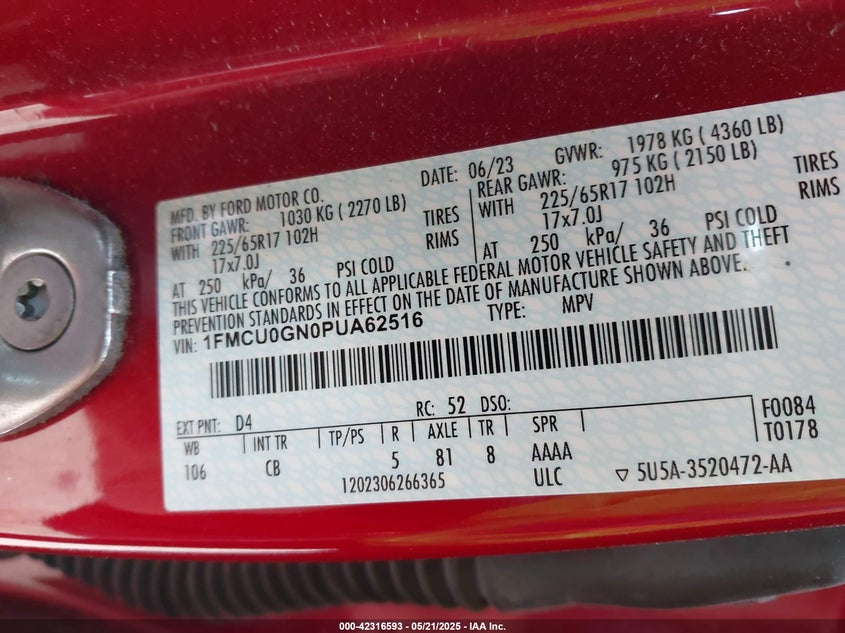 MFD. BY FORD MOTOR CO.
DATE: 06/23 GVWR: 1978 KG ( 4360 LB)
FRONT GAWR: 1030 KG ( 2270 LB)
REAR GAWR: 975 KG ( 2150 LB)
WITH 225/65R17 102H TIRES
WITH 225/65R17 102H TIRES
17x7.0J RIMS
17x7.0J RIMS
AT 250 kPa/ 36 PSI COLD
AT 250 kPa/ 36 PSI COLD
THIS VEHICLE CONFORMS TO ALL APPLICABLE FEDERAL MOTOR VEHICLE SAFETY AND THEFT
PREVENTION STANDARDS IN EFFECT ON THE DATE OF MANUFACTURE SHOWN ABOVE.
VIN: 1FMCU0GN0PUA62516 TYPE: MPV
EXT PNT: D4 RC: 52 DSO:
F0084
T0178
WB INT TR TP/PS R AXLE TR SPR
106 CB 5 81 8 AAAA
1202306266365 ULC 5U5A-3520472-AA
000-42316593 / 05/21/2025 - IAA Inc.